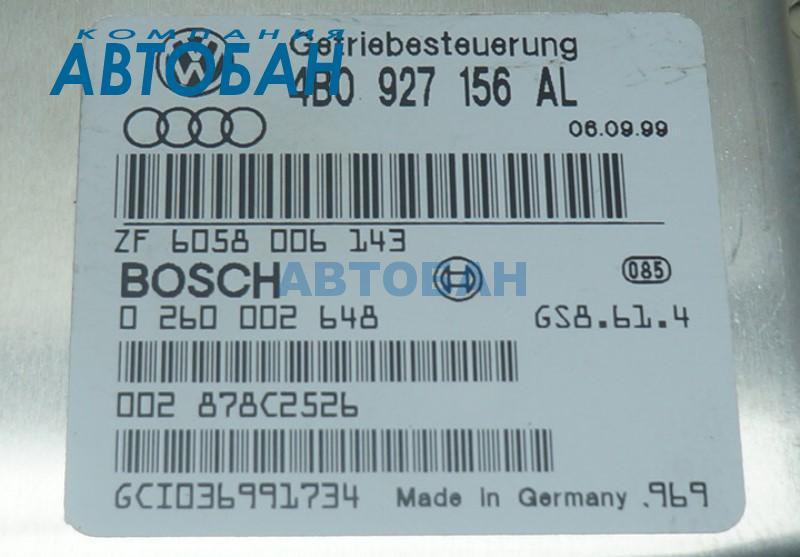 КОМПАНИЯ
АВТОБАН
Getriebesteuerung
4B0 927 156 AL
06.09.99
ZF 6058 006 143
BOSCH
АВТОБАН
085
0 260 002 648
GS8.61.4
002 878C2526
GCI036991734 Made in Germany .969